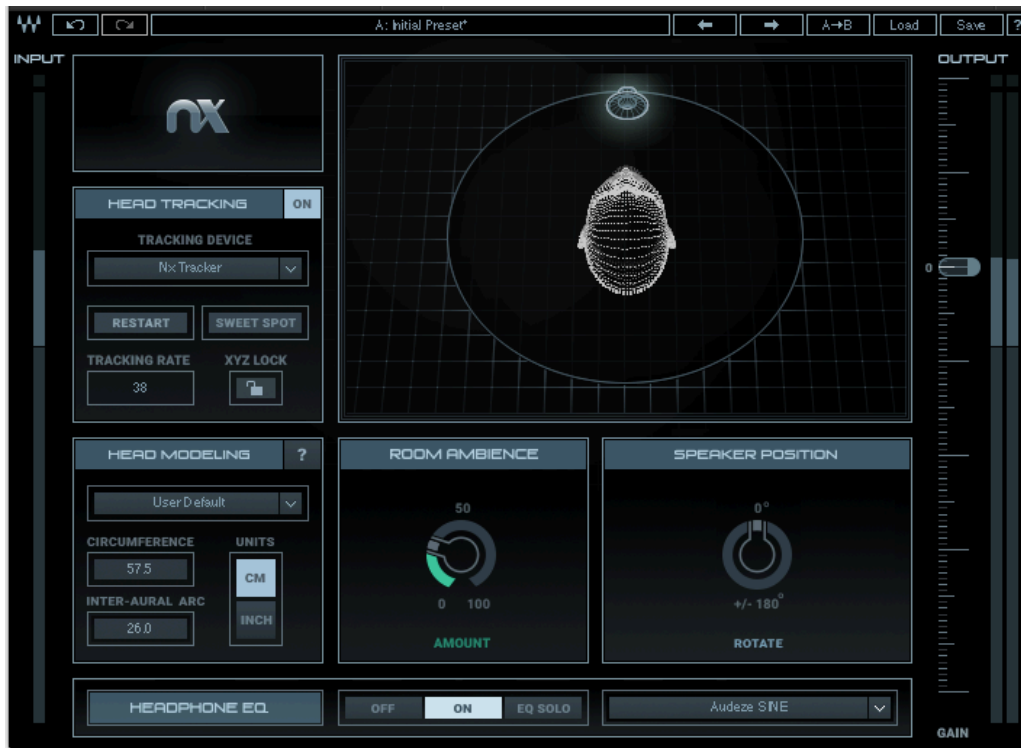 A: Initial Preset*
A→B
Load
Save
?
INPUT
OUTPUT
nx
HEAD TRACKING
ON
TRACKING DEVICE
Nx Tracker
RESTART
SWEET SPOT
TRACKING RATE
XYZ LOCK
38
0
HEAD MODELING
?
User Default
CIRCUMFERENCE
UNITS
57.5
CM
INTER-AURAL ARC
INCH
26.0
ROOM AMBIENCE
50
0
100
AMOUNT
SPEAKER POSITION
0°
+/- 180°
ROTATE
HEADPHONE EQ
OFF
ON
EQ SOLO
Audeze SINE
GAIN